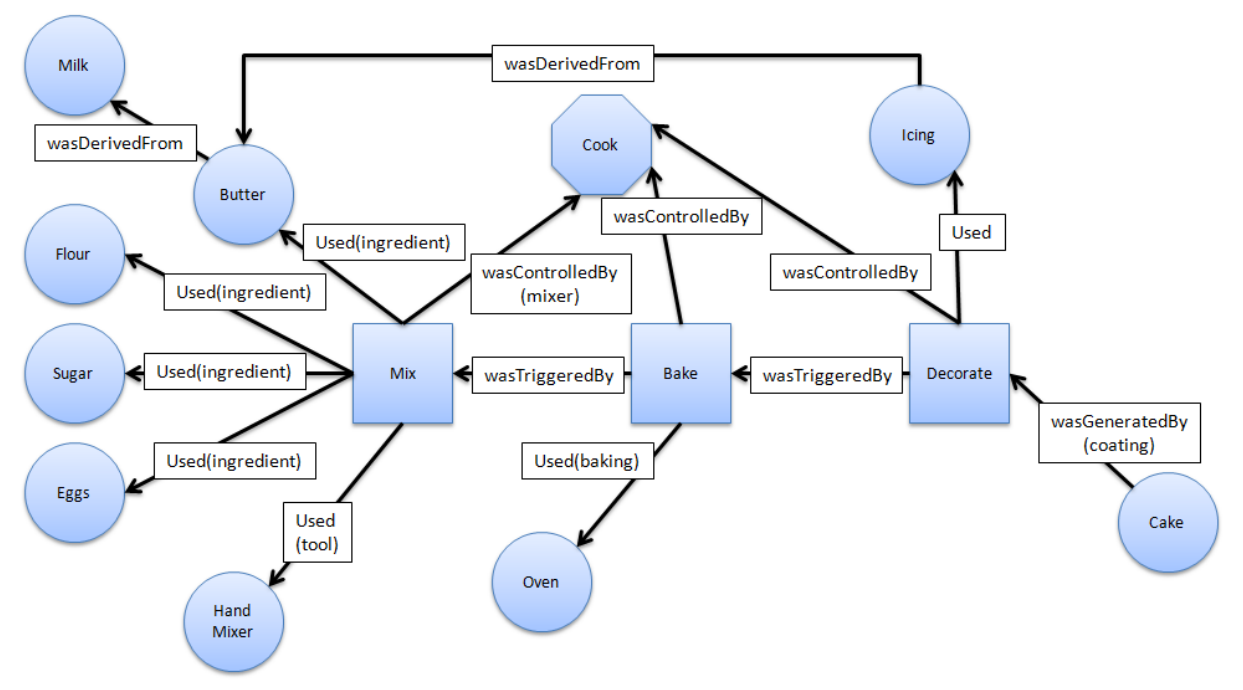 Milk
wasDerivedFrom
wasDerivedFrom
Icing
Cook
Butter
wasControlledBy
Flour
Used(ingredient)
Used
wasControlledBy
(mixer)
wasControlledBy
Used(ingredient)
Sugar
Used(ingredient)
Mix
wasTriggeredBy
Bake
wasTriggeredBy
Decorate
wasGeneratedBy
(coating)
Used(ingredient)
Used(baking)
Eggs
Used
(tool)
Cake
Oven
Hand
Mixer